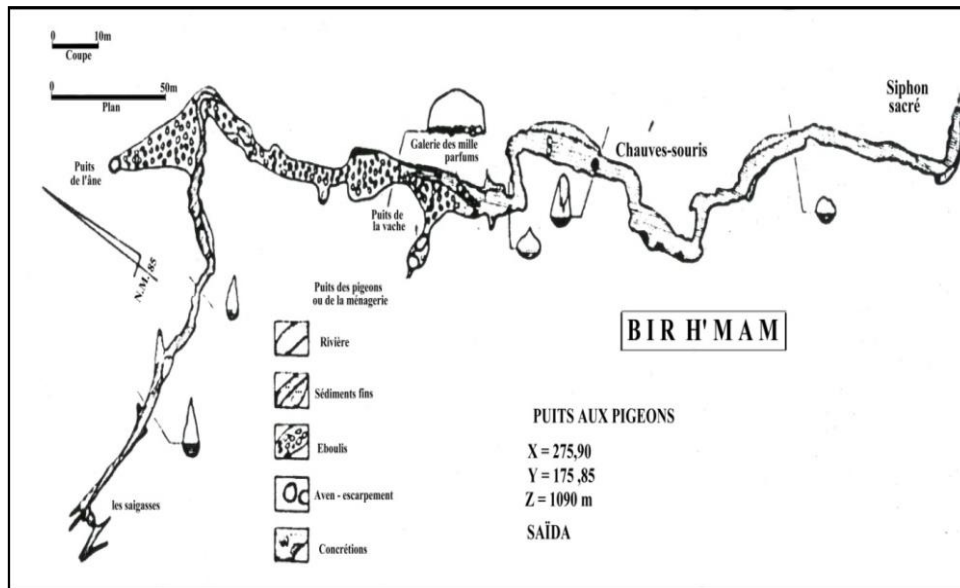 0 10m
Coupe
0 50m
Plan
Siphon
sacré
Galerie des mille
parfums
Chauves-souris
Puits
de l'âne
Puits de
la vache
N.M. 85
Puits des pigeons
ou de la ménagerie
Rivière
Sédiments fins
Eboulis
Aven - escarpement
Concrétions
les saigasses
BIR H' MAM
PUITS AUX PIGEONS
X = 275,90
Y = 175 ,85
Z = 1090 m
SAÏDA